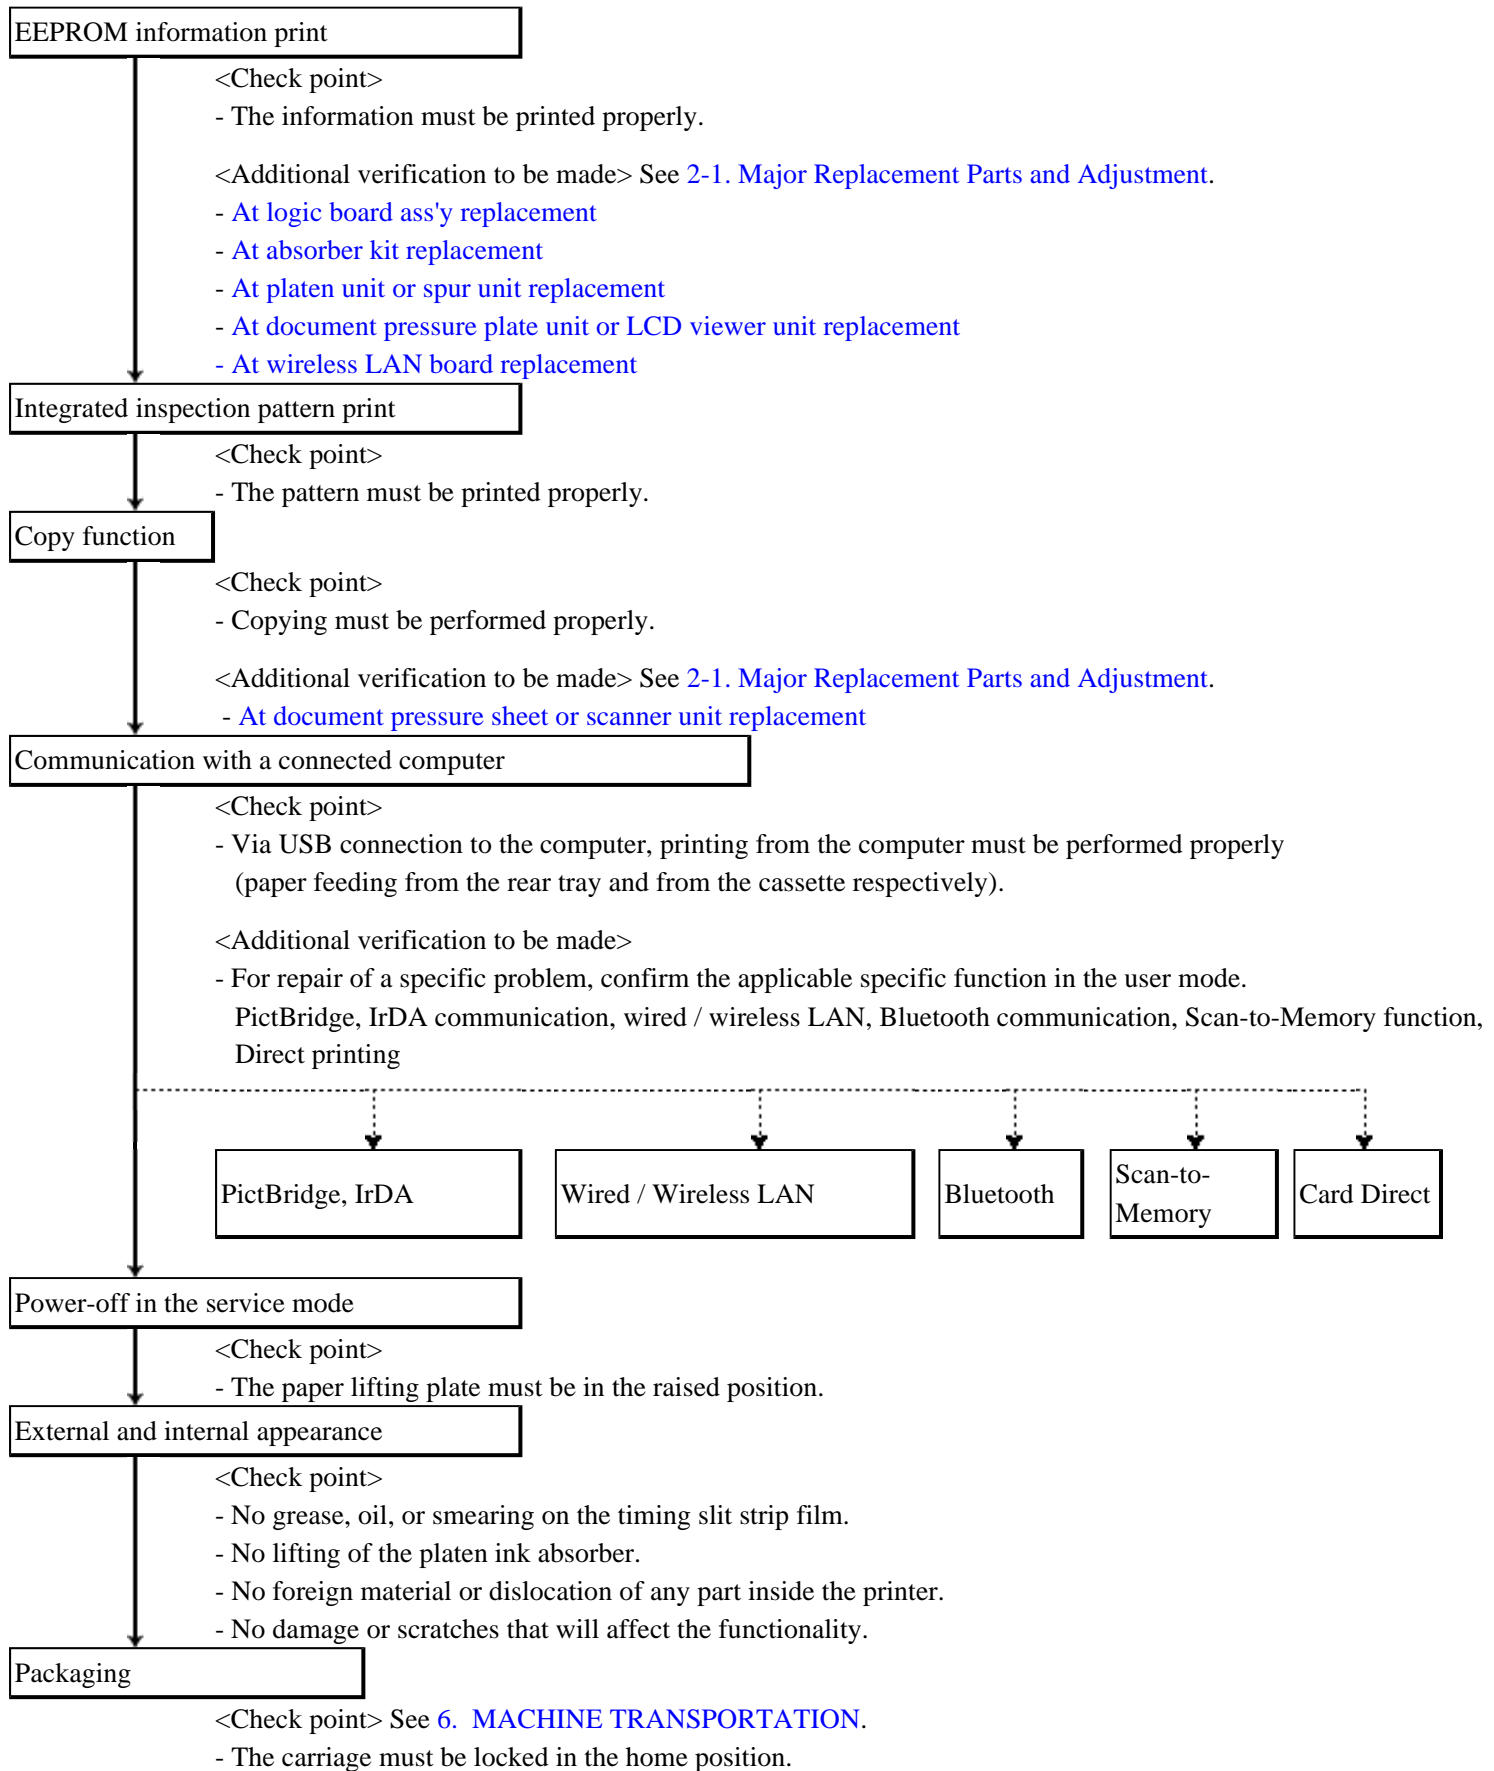 EEPROM information print
<Check point>
- The information must be printed properly.
<Additional verification to be made> See 2-1. Major Replacement Parts and Adjustment.
- At logic board ass'y replacement
- At absorber kit replacement
- At platen unit or spur unit replacement
- At document pressure plate unit or LCD viewer unit replacement
- At wireless LAN board replacement
Integrated inspection pattern print
<Check point>
- The pattern must be printed properly.
Copy function
<Check point>
- Copying must be performed properly.
<Additional verification to be made> See 2-1. Major Replacement Parts and Adjustment.
- At document pressure sheet or scanner unit replacement
Communication with a connected computer
<Check point>
- Via USB connection to the computer, printing from the computer must be performed properly
(paper feeding from the rear tray and from the cassette respectively).
<Additional verification to be made>
- For repair of a specific problem, confirm the applicable specific function in the user mode.
PictBridge, IrDA communication, wired / wireless LAN, Bluetooth communication, Scan-to-Memory function,
Direct printing
PictBridge, IrDA
Wired / Wireless LAN
Bluetooth
Scan-to-
Memory
Card Direct
Power-off in the service mode
<Check point>
- The paper lifting plate must be in the raised position.
External and internal appearance
<Check point>
- No grease, oil, or smearing on the timing slit strip film.
- No lifting of the platen ink absorber.
- No foreign material or dislocation of any part inside the printer.
- No damage or scratches that will affect the functionality.
Packaging
<Check point> See 6. MACHINE TRANSPORTATION.
- The carriage must be locked in the home position.